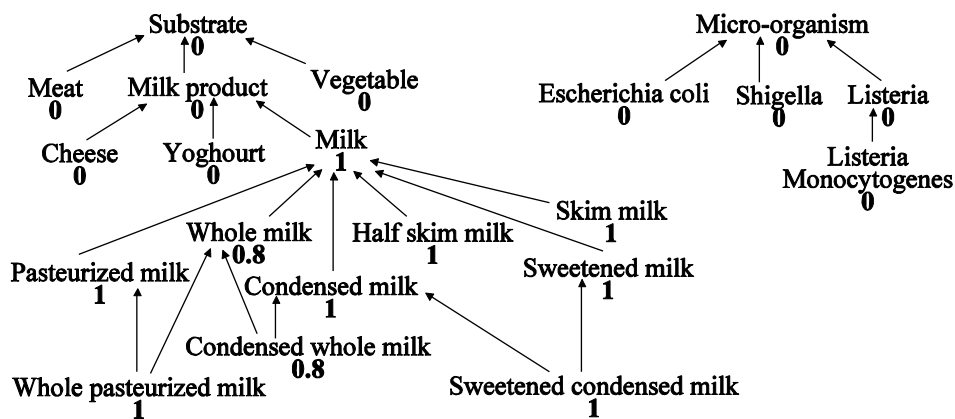 Substrate
0
Micro-organism
0
Meat
0
Milk product
0
Vegetable
0
Escherichia coli
0
Shigella
0
Listeria
0
Cheese
0
Yoghourt
0
Milk
1
Listeria
Monocytogenes
0
Whole milk
0.8
Half skim milk
1
Skim milk
1
Pasteurized milk
1
Condensed milk
1
Sweetened milk
1
Condensed whole milk
0.8
Whole pasteurized milk
1
Sweetened condensed milk
1